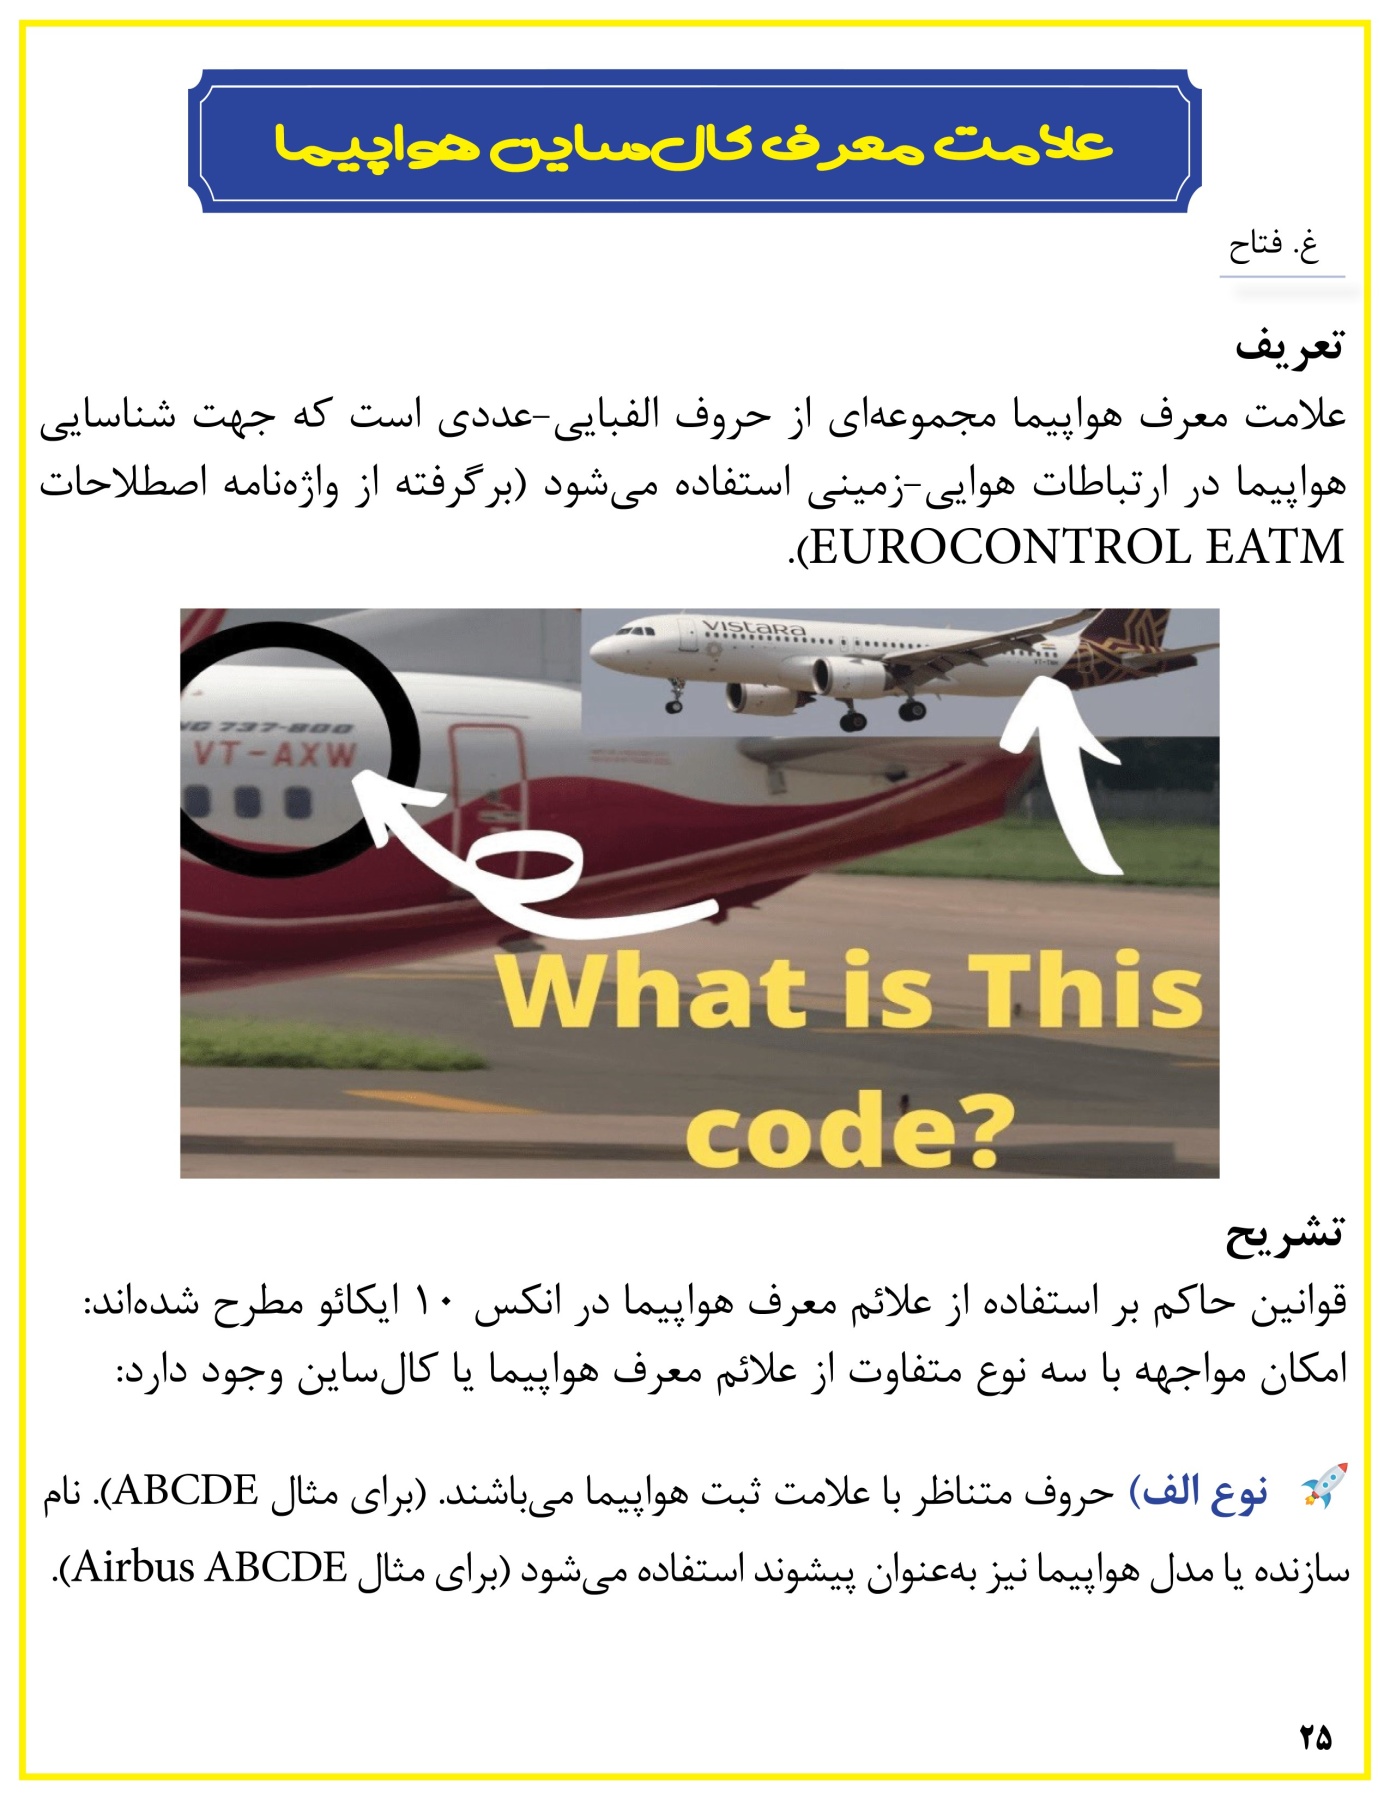 علامت معرف کال‌ساین هواپیما
غ. فتاح
تعریف
علامت معرف هواپیما مجموعه‌ای از حروف الفبایی-عددی است که جهت شناسایی
هواپیما در ارتباطات هوایی-زمینی استفاده می‌شود (برگرفته از واژه‌نامه اصطلاحات
EUROCONTROL EATM).
VISTARA
NG 737-800
VT-AXW
What is This
code?
تشریح
قوانین حاکم بر استفاده از علائم معرف هواپیما در انکس ۱۰ ایکائو مطرح شده‌اند:
امکان مواجهه با سه نوع متفاوت از علائم معرف هواپیما یا کال‌ساین وجود دارد:
نوع الف) حروف متناظر با علامت ثبت هواپیما می‌باشند. (برای مثال ABCDE). نام
سازنده یا مدل هواپیما نیز به‌عنوان پیشوند استفاده می‌شود (برای مثال Airbus ABCDE).
۲۵